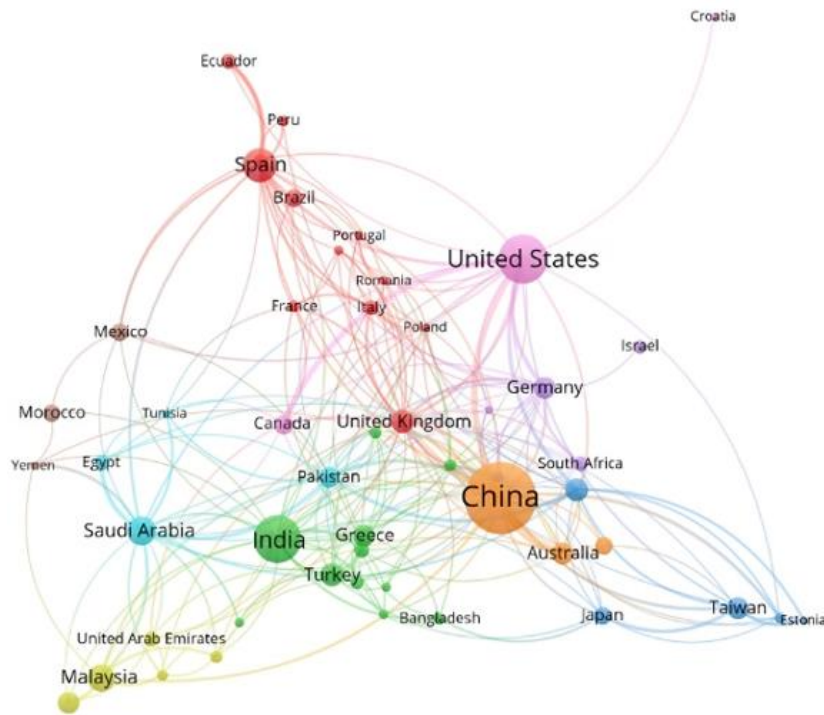 Croatia
Ecuador
Peru
Spain
Brazil
Portugal
United States
Romania
France
Italy
Poland
Mexico
Israel
Germany
Morocco
Tunisia
Canada
United Kingdom
Yemen
Egypt
Pakistan
South Africa
China
Saudi Arabia
India
Greece
Australia
Turkey
Bangladesh
Japan
Taiwan
Estonia
United Arab Emirates
Malaysia